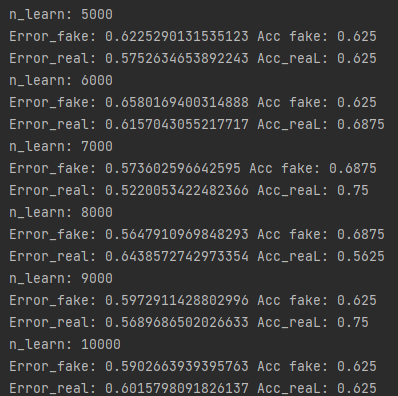 n_learn: 5000
Error_fake: 0.6225290131535123 Acc fake: 0.625
Error_real: 0.5752634653892243 Acc_reaL: 0.625
n_learn: 6000
Error_fake: 0.6580169400314888 Acc fake: 0.625
Error_real: 0.6157043055217717 Acc_reaL: 0.6875
n_learn: 7000
Error_fake: 0.573602596642595 Acc fake: 0.6875
Error_real: 0.5220053422482366 Acc_reaL: 0.75
n_learn: 8000
Error_fake: 0.5647910969848293 Acc fake: 0.6875
Error_real: 0.6438572742973354 Acc_reaL: 0.5625
n_learn: 9000
Error_fake: 0.5972911428802996 Acc fake: 0.625
Error_real: 0.5689686502026633 Acc_reaL: 0.75
n_learn: 10000
Error_fake: 0.5902663939395763 Acc fake: 0.625
Error_real: 0.6015798091826137 Acc_reaL: 0.625